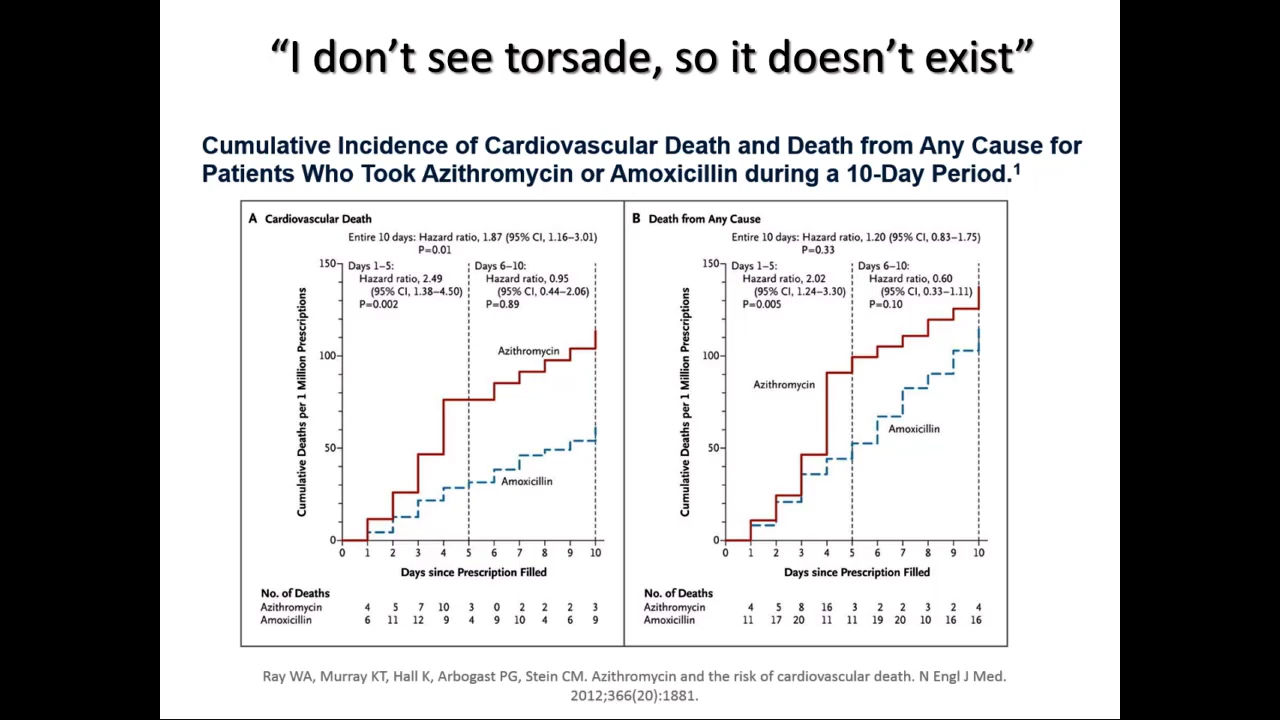 “I don’t see torsade, so it doesn’t exist”
Cumulative Incidence of Cardiovascular Death and Death from Any Cause for
Patients Who Took Azithromycin or Amoxicillin during a 10-Day Period.¹
A Cardiovascular Death
Entire 10 days: Hazard ratio, 1.87 (95% CI, 1.16–3.01)
P=0.01
Days 1–5:
Hazard ratio, 2.49
(95% CI, 1.38–4.50)
P=0.002
Days 6–10:
Hazard ratio, 0.95
(95% CI, 0.44–2.06)
P=0.89
Cumulative Deaths per 1 Million Prescriptions
150
100
50
0
Azithromycin
Amoxicillin
0 1 2 3 4 5 6 7 8 9 10
Days since Prescription Filled
No. of Deaths
Azithromycin 4 5 7 10 3 0 2 2 2 3
Amoxicillin 6 11 12 9 4 9 10 4 6 9
B Death from Any Cause
Entire 10 days: Hazard ratio, 1.20 (95% CI, 0.83–1.75)
P=0.33
Days 1–5:
Hazard ratio, 2.02
(95% CI, 1.24–3.30)
P=0.005
Days 6–10:
Hazard ratio, 0.60
(95% CI, 0.33–1.11)
P=0.10
Cumulative Deaths per 1 Million Prescriptions
150
100
50
0
Azithromycin
Amoxicillin
0 1 2 3 4 5 6 7 8 9 10
Days since Prescription Filled
No. of Deaths
Azithromycin 4 5 8 16 3 2 2 3 2 4
Amoxicillin 11 17 20 11 11 19 20 10 16 16
Ray WA, Murray KT, Hall K, Arbogast PG, Stein CM. Azithromycin and the risk of cardiovascular death. N Engl J Med.
2012;366(20):1881.